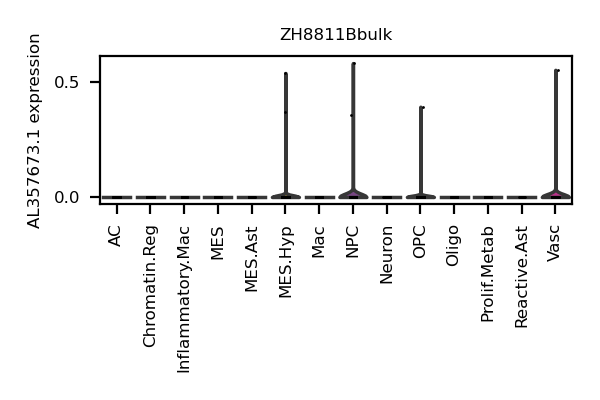 ZH8811Bbulk
AL357673.1 expression
0.5
0.0
AC
Chromatin.Reg
Inflammatory.Mac
MES
MES.Ast
MES.Hyp
Mac
NPC
Neuron
OPC
Oligo
Prolif.Metab
Reactive.Ast
Vasc